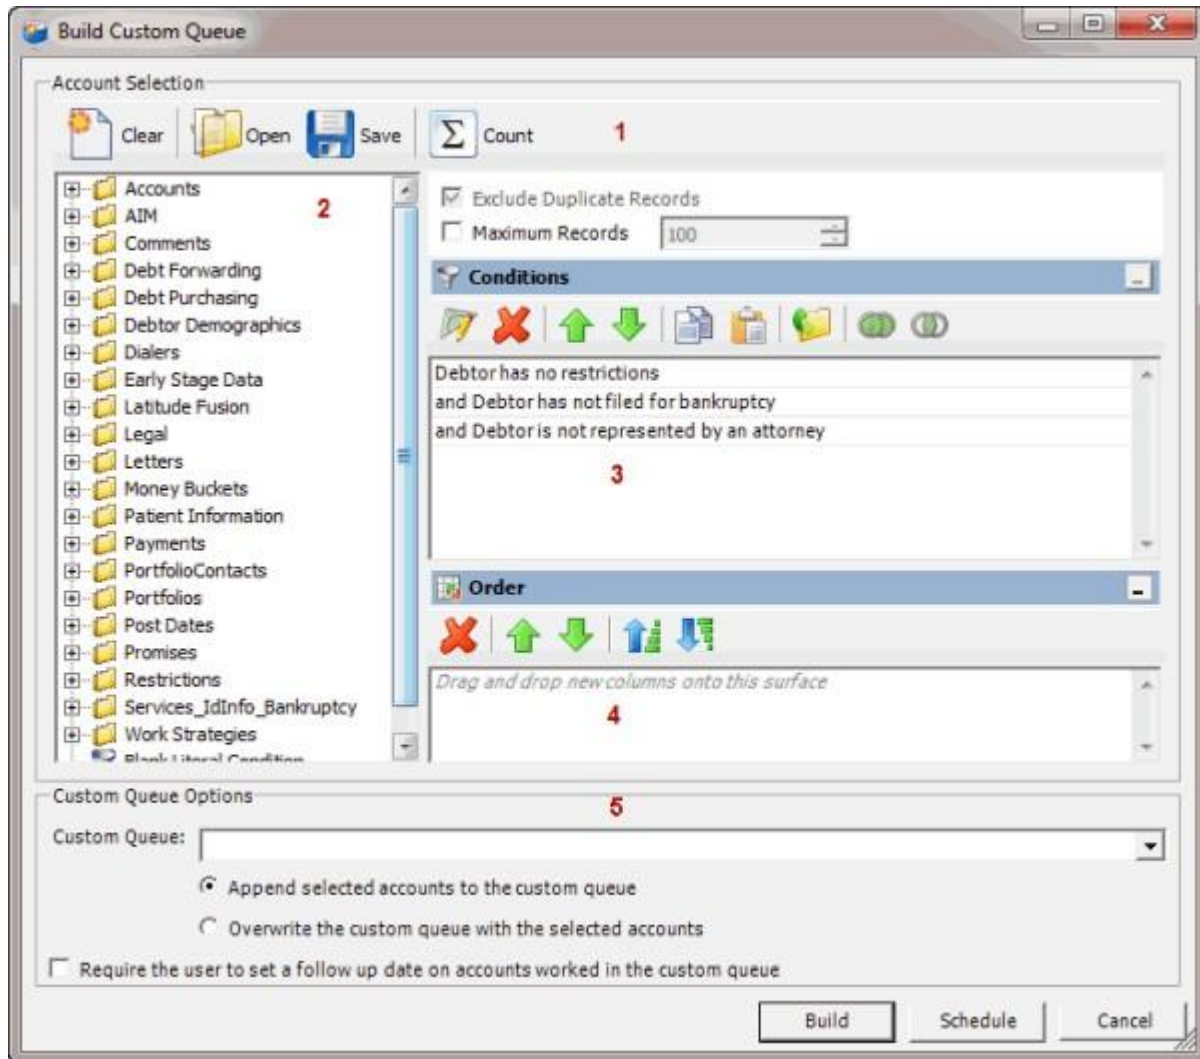 Build Custom Queue
Account Selection
Clear Open Save Count 1
2
Accounts
AIM
Comments
Debt Forwarding
Debt Purchasing
Debtor Demographics
Dialers
Early Stage Data
Latitude Fusion
Legal
Letters
Money Buckets
Patient Information
Payments
PortfolioContacts
Portfolios
Post Dates
Promises
Restrictions
Services_IdInfo_Bankruptcy
Work Strategies
Blank Literal Condition
Exclude Duplicate Records
Maximum Records 100
Conditions
Debtor has no restrictions
and Debtor has not filed for bankruptcy
and Debtor is not represented by an attorney
3
Order
Drag and drop new columns onto this surface
4
Custom Queue Options 5
Custom Queue:
Append selected accounts to the custom queue
Overwrite the custom queue with the selected accounts
Require the user to set a follow up date on accounts worked in the custom queue
Build Schedule Cancel